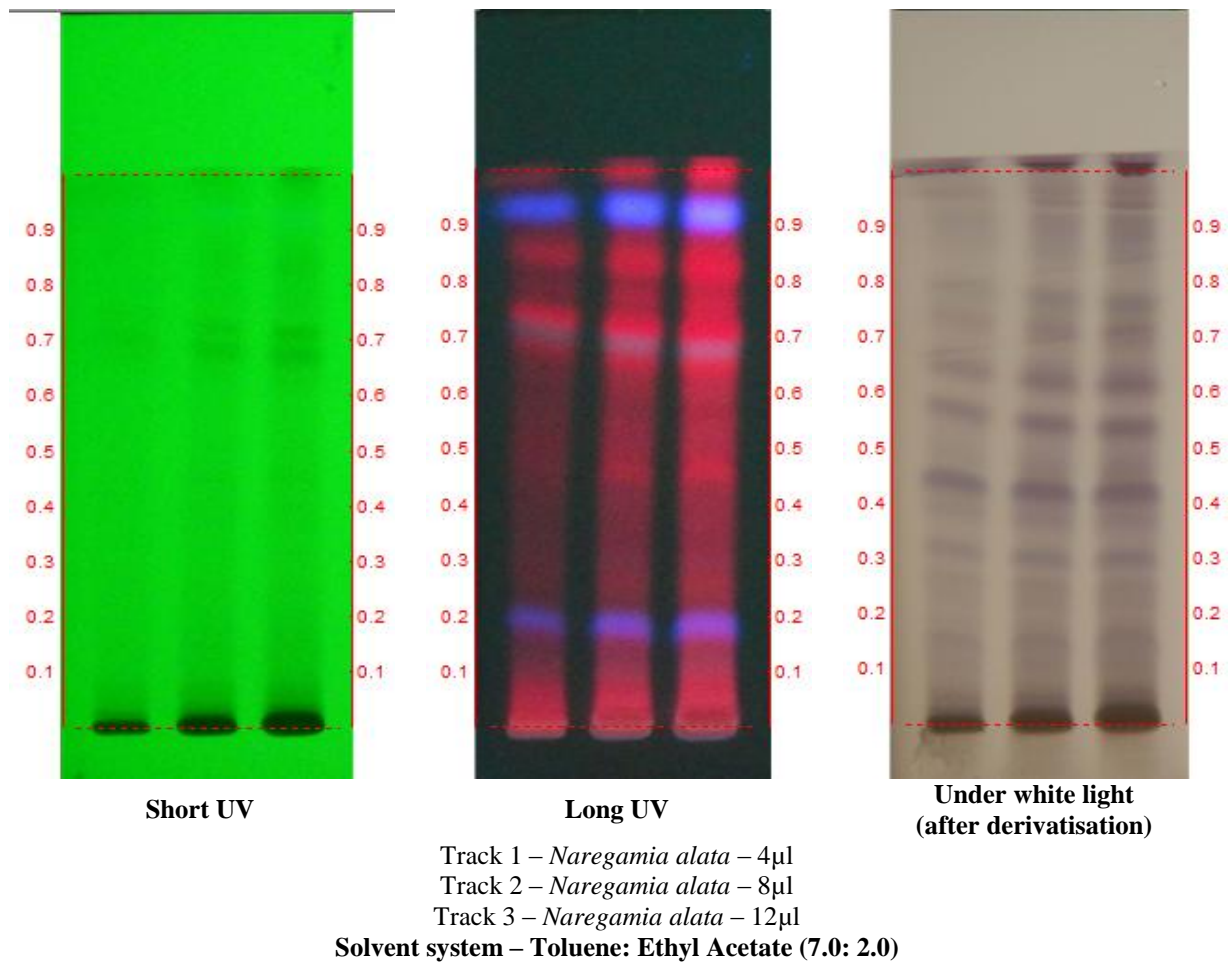 0.9 0.9 0.9 0.9 0.9 0.9
0.8 0.8 0.8 0.8 0.8 0.8
0.7 0.7 0.7 0.7 0.7 0.7
0.6 0.6 0.6 0.6 0.6 0.6
0.5 0.5 0.5 0.5 0.5 0.5
0.4 0.4 0.4 0.4 0.4 0.4
0.3 0.3 0.3 0.3 0.3 0.3
0.2 0.2 0.2 0.2 0.2 0.2
0.1 0.1 0.1 0.1 0.1 0.1
Short UV
Long UV
Under white light
(after derivatisation)
Track 1 – Naregamia alata – 4µl
Track 2 – Naregamia alata – 8µl
Track 3 – Naregamia alata – 12µl
Solvent system – Toluene: Ethyl Acetate (7.0: 2.0)